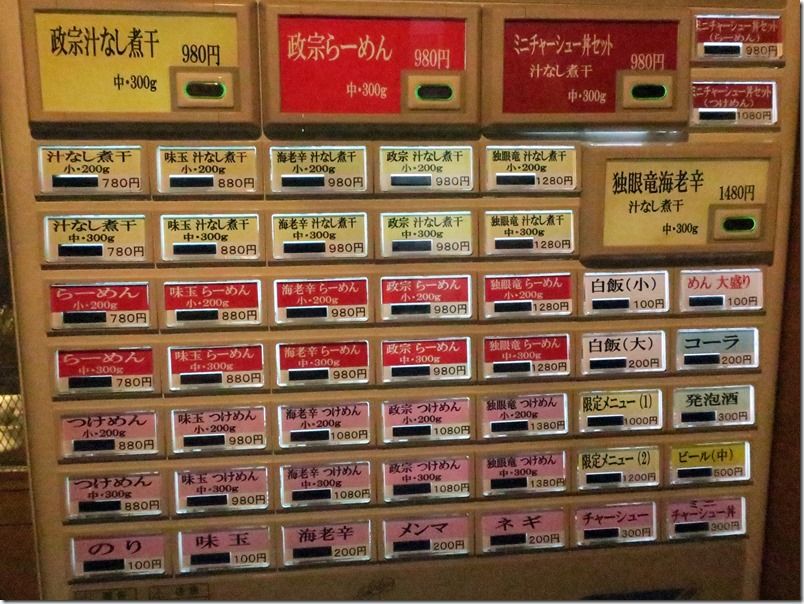 政宗汁なし煮干
980円
中・300g
政宗らーめん
980円
中・300g
ミニチャーシュー丼セット
汁なし煮干
980円
中・300g
ミニチャーシュー丼セット
(らーめん)
980円
ミニチャーシュー丼セット
(つけめん)
1080円
汁なし煮干
小・200g
780円
味玉 汁なし煮干
小・200g
880円
海老辛 汁なし煮干
小・200g
980円
政宗 汁なし煮干
小・200g
980円
独眼竜 汁なし煮干
小・200g
1280円
独眼竜海老辛
汁なし煮干
1480円
中・300g
汁なし煮干
中・300g
780円
味玉 汁なし煮干
中・300g
880円
海老辛 汁なし煮干
中・300g
980円
政宗 汁なし煮干
中・300g
980円
独眼竜 汁なし煮干
中・300g
1280円
らーめん
小・200g
780円
味玉 らーめん
小・200g
880円
海老辛 らーめん
小・200g
980円
政宗 らーめん
小・200g
980円
独眼竜 らーめん
小・200g
1280円
白飯(小)
100円
めん 大盛り
100円
らーめん
中・300g
780円
味玉 らーめん
中・300g
880円
海老辛 らーめん
中・300g
980円
政宗 らーめん
中・300g
980円
独眼竜 らーめん
中・300g
1280円
白飯(大)
200円
コーラ
200円
つけめん
小・200g
880円
味玉 つけめん
小・200g
980円
海老辛 つけめん
小・200g
1080円
政宗 つけめん
小・200g
1080円
独眼竜 つけめん
小・200g
1380円
限定メニュー(1)
1000円
発泡酒
300円
つけめん
中・300g
880円
味玉 つけめん
中・300g
980円
海老辛 つけめん
中・300g
1080円
政宗 つけめん
中・300g
1080円
独眼竜 つけめん
中・300g
1380円
限定メニュー(2)
1200円
ビール(中)
500円
のり
100円
味玉
100円
海老辛
200円
メンマ
200円
ネギ
200円
チャーシュー
300円
ミニ
チャーシュー丼
300円